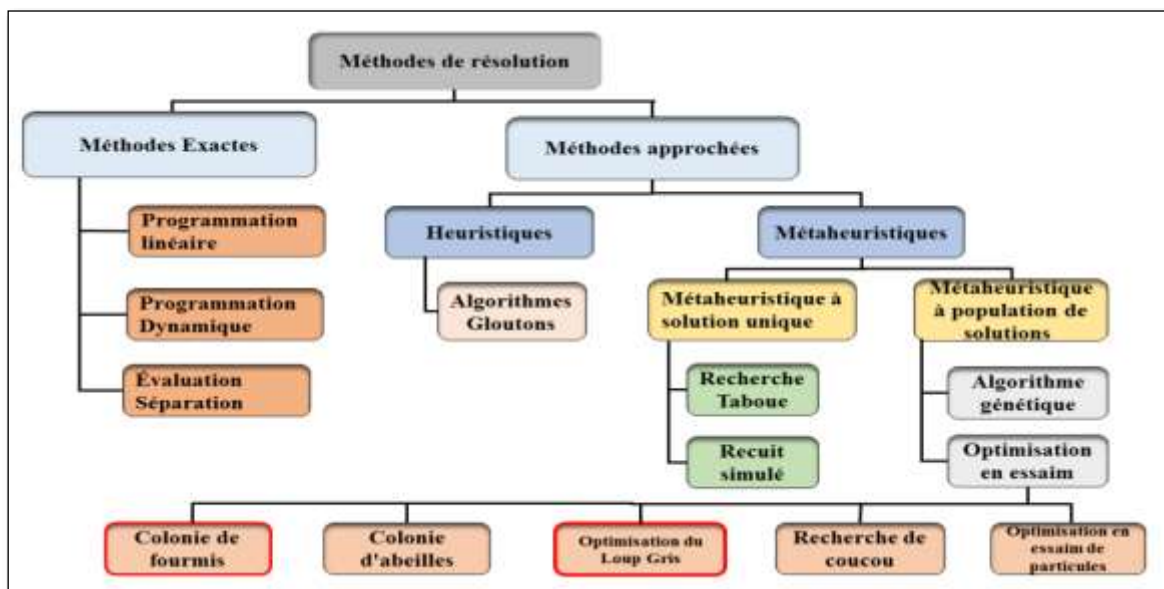 Méthodes de résolution
Méthodes Exactes
Méthodes approchées
Programmation
linéaire
Heuristiques
Métaheuristiques
Programmation
Dynamique
Algorithmes
Gloutons
Métaheuristique à
solution unique
Métaheuristique
à population de
solutions
Évaluation
Séparation
Recherche
Taboue
Algorithme
génétique
Recuit
simulé
Optimisation
en essaim
Colonie de
fourmis
Colonie
d'abeilles
Optimisation du
Loup Gris
Recherche de
coucou
Optimisation en
essaim de
particules